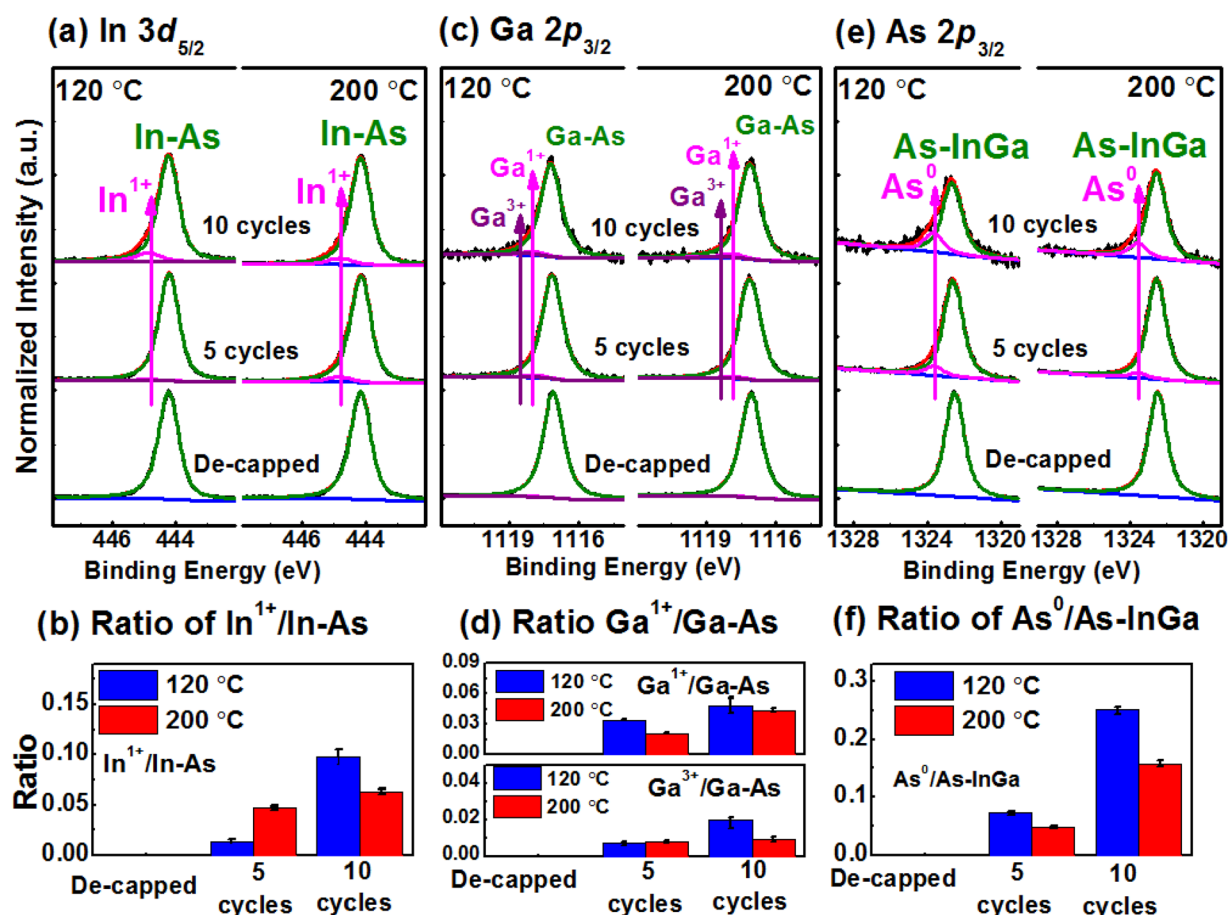 (a) In 3d5/2
(c) Ga 2p3/2
(e) As 2p3/2
Normalized Intensity (a.u.)
120 °C
200 °C
In-As
In-As
In1+
In1+
10 cycles
5 cycles
De-capped
446 444 446 444
Binding Energy (eV)
120 °C
200 °C
Ga-As
Ga-As
Ga1+
Ga1+
Ga3+
Ga3+
10 cycles
5 cycles
De-capped
1119 1116 1119 1116
Binding Energy (eV)
120 °C
200 °C
As-InGa
As-InGa
As0
As0
10 cycles
5 cycles
De-capped
1328 1324 1320 1328 1324 1320
Binding Energy (eV)
(b) Ratio of In1+/In-As
Ratio
0.15
0.10
0.05
0.00
120 °C
200 °C
In1+/In-As
De-capped 5 10
cycles cycles
(d) Ratio Ga1+/Ga-As
0.09
0.06
0.03
0.00
120 °C
200 °C
Ga1+/Ga-As
0.04
0.02
0.00
120 °C
200 °C
Ga3+/Ga-As
De-capped 5 10
cycles cycles
(f) Ratio of As0/As-InGa
0.3
0.2
0.1
0.0
120 °C
200 °C
As0/As-InGa
De-capped 5 10
cycles cycles